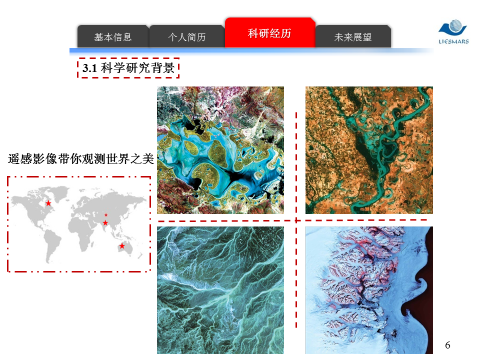 基本信息
个人简历
科研经历
未来展望
LIESMARS
3.1 科学研究背景
遥感影像带你观测世界之美
6